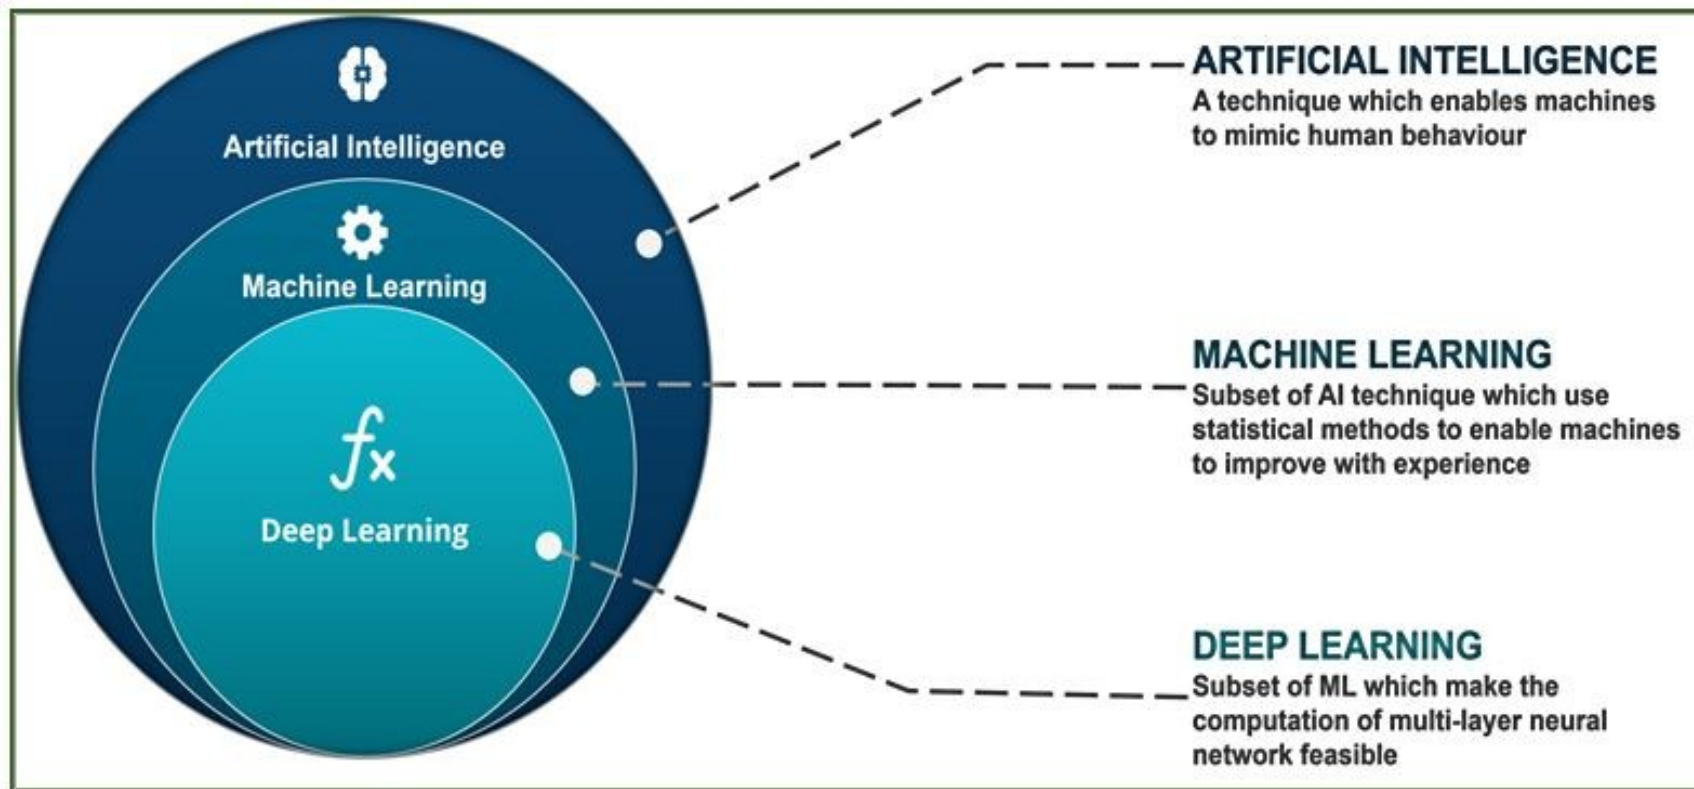 Artificial Intelligence
Machine Learning
fx
Deep Learning
ARTIFICIAL INTELLIGENCE
A technique which enables machines
to mimic human behaviour
MACHINE LEARNING
Subset of AI technique which use
statistical methods to enable machines
to improve with experience
DEEP LEARNING
Subset of ML which make the
computation of multi-layer neural
network feasible